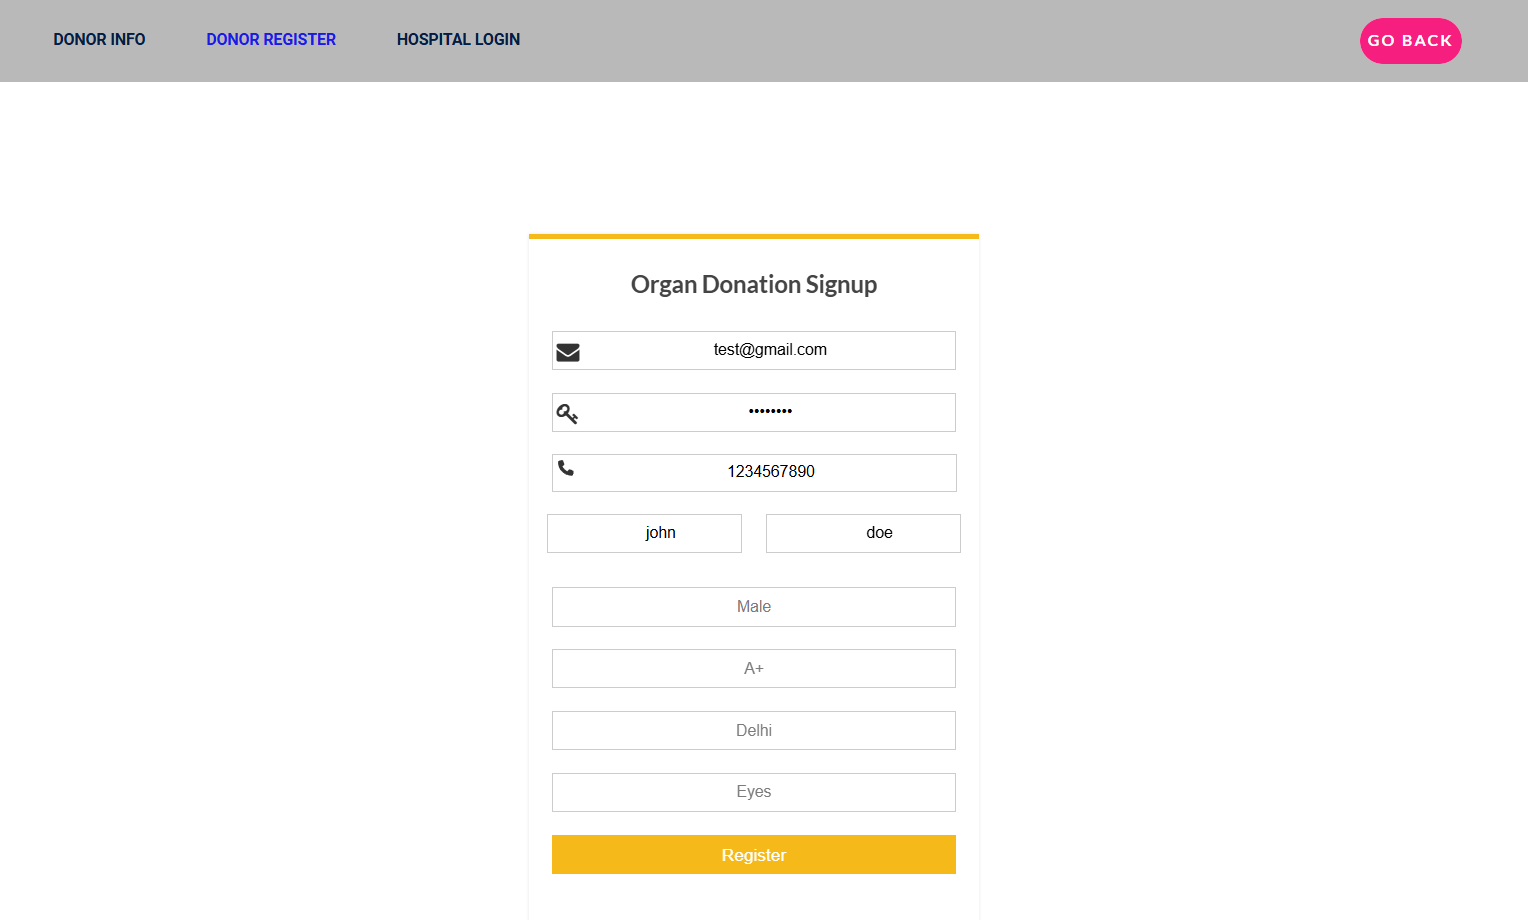 DONOR INFO DONOR REGISTER HOSPITAL LOGIN GO BACK
Organ Donation Signup
test@gmail.com
••••••••
1234567890
john doe
Male
A+
Delhi
Eyes
Register